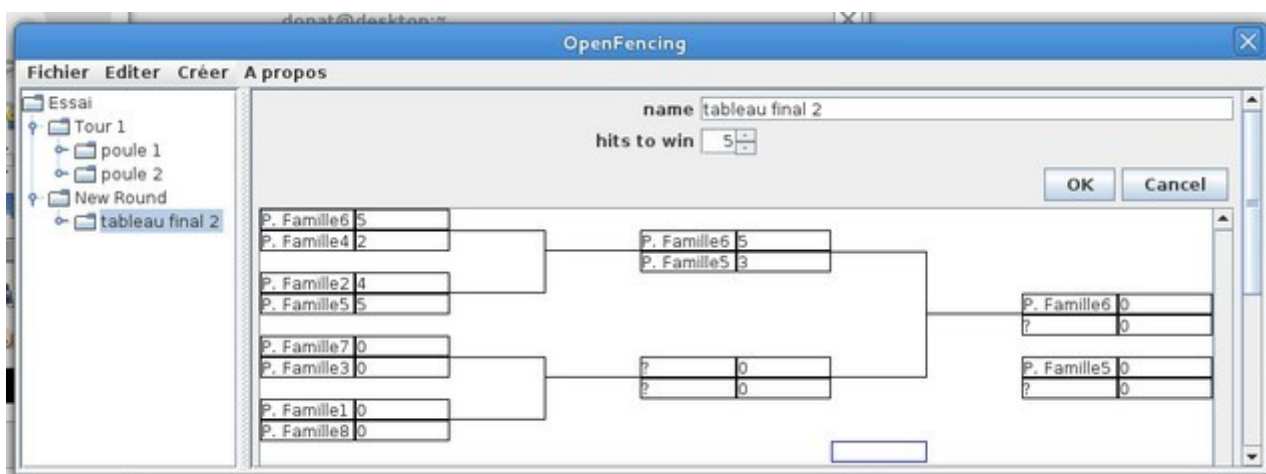 donat@desktop:~
OpenFencing
Fichier Editer Créer A propos
Essai
Tour 1
poule 1
poule 2
New Round
tableau final 2
name tableau final 2
hits to win 5
OK Cancel
P. Famille6 5
P. Famille4 2
P. Famille2 4
P. Famille5 5
P. Famille7 0
P. Famille3 0
P. Famille1 0
P. Famille8 0
P. Famille6 5
P. Famille5 3
? 0
? 0
P. Famille6 0
? 0
P. Famille5 0
? 0